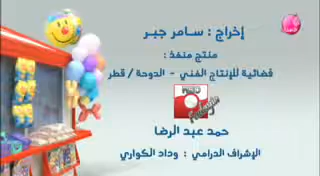 إخراج : سامر جبر
منتج منفذ :
فضائية للإنتاج الفني - الدوحة / قطر
حمد عبد الرضا
الإشراف الدرامي : وداد الكواري